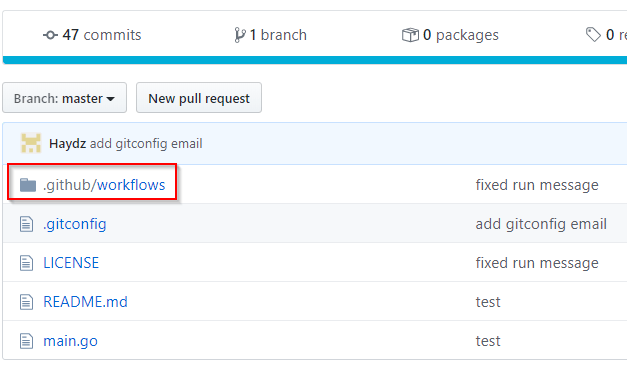 47 commits 1 branch 0 packages 0 re
Branch: master New pull request
Haydz add gitconfig email
.github/workflows fixed run message
.gitconfig add gitconfig email
LICENSE fixed run message
README.md test
main.go test